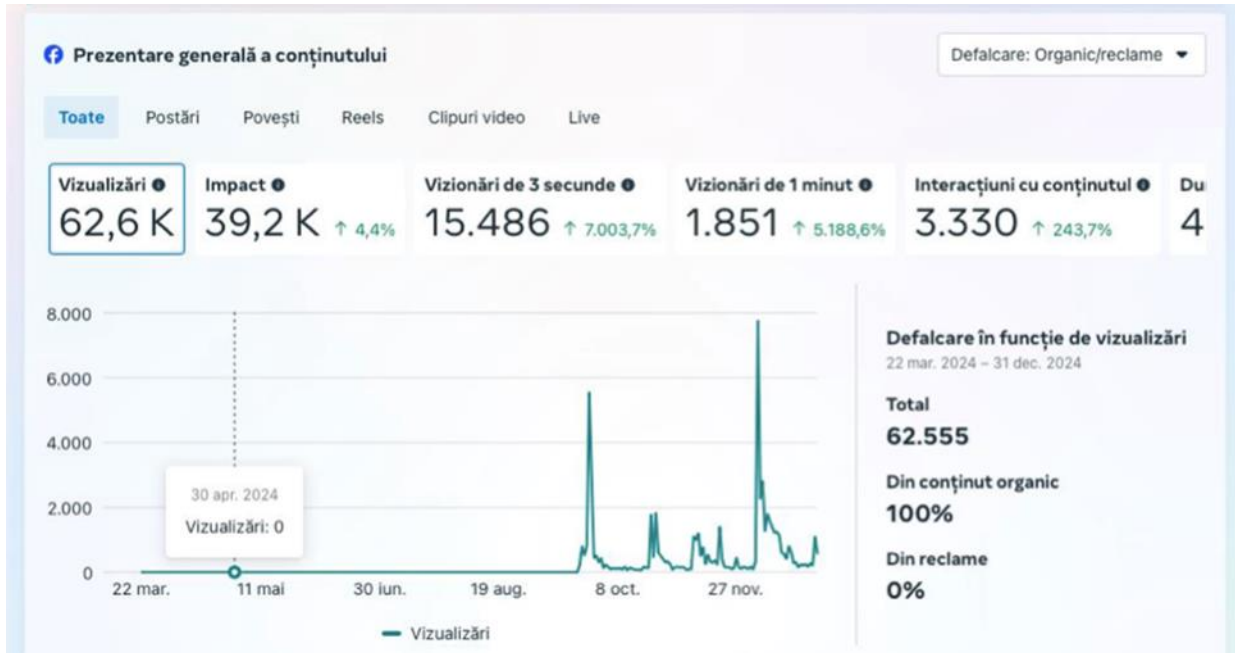 Prezentare generală a conținutului
Defalcare: Organic/reclame
Toate Postări Povești Reels Clipuri video Live
Vizualizări
62,6 K
Impact
39,2 K ↑ 4,4%
Vizionări de 3 secunde
15.486 ↑ 7.003,7%
Vizionări de 1 minut
1.851 ↑ 5.188,6%
Interacțiuni cu conținutul
3.330 ↑ 243,7%
Du
4
8.000
6.000
4.000
2.000
0
30 apr. 2024
Vizualizări: 0
22 mar. 11 mai 30 iun. 19 aug. 8 oct. 27 nov.
Vizualizări
Defalcare în funcție de vizualizări
22 mar. 2024 – 31 dec. 2024
Total
62.555
Din conținut organic
100%
Din reclame
0%